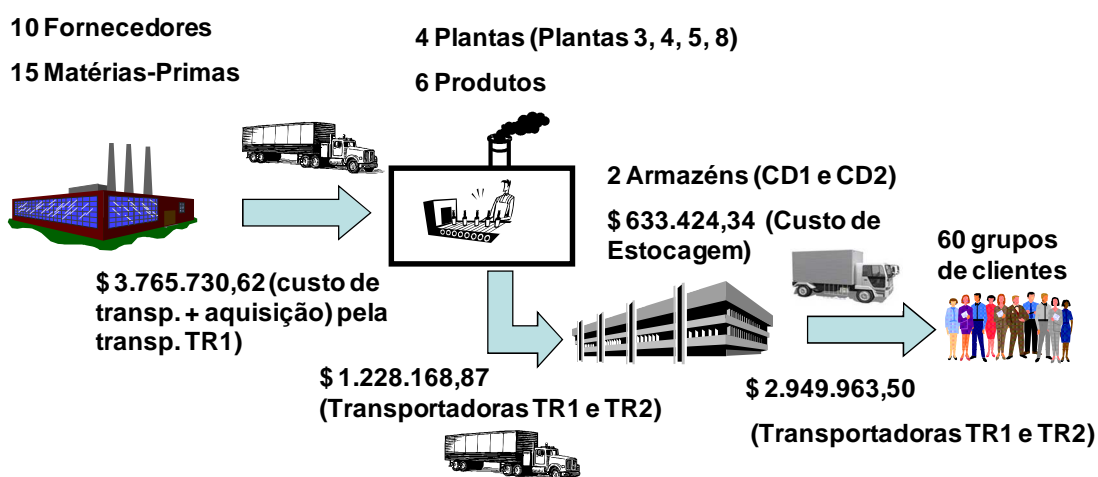 10 Fornecedores
15 Matérias-Primas
4 Plantas (Plantas 3, 4, 5, 8)
6 Produtos
2 Armazéns (CD1 e CD2)
$ 633.424,34 (Custo de
Estocagem)
60 grupos
de clientes
$ 3.765.730,62 (custo de
transp. + aquisição) pela
transp. TR1)
$ 1.228.168,87
(Transportadoras TR1 e TR2)
$ 2.949.963,50
(Transportadoras TR1 e TR2)